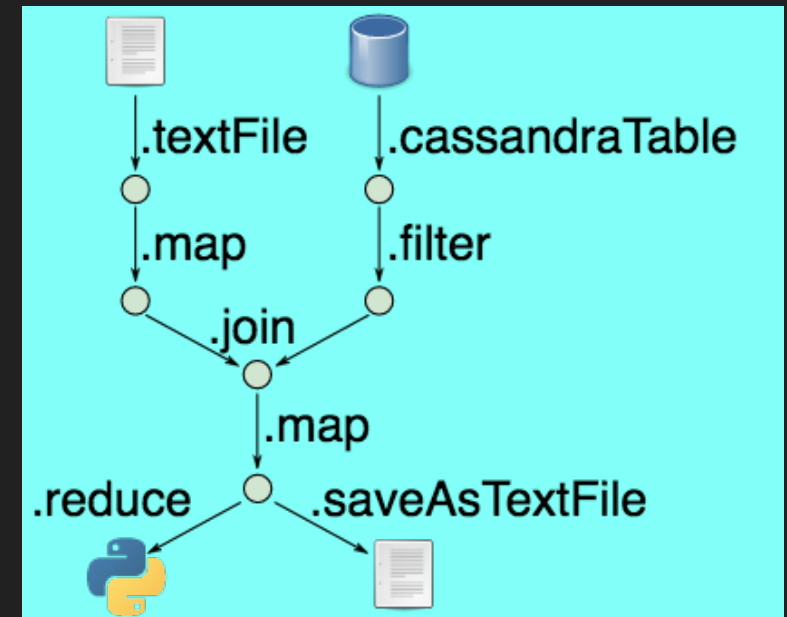 .textFile
.cassandraTable
.map
.filter
.join
.map
.reduce
.saveAsTextFile